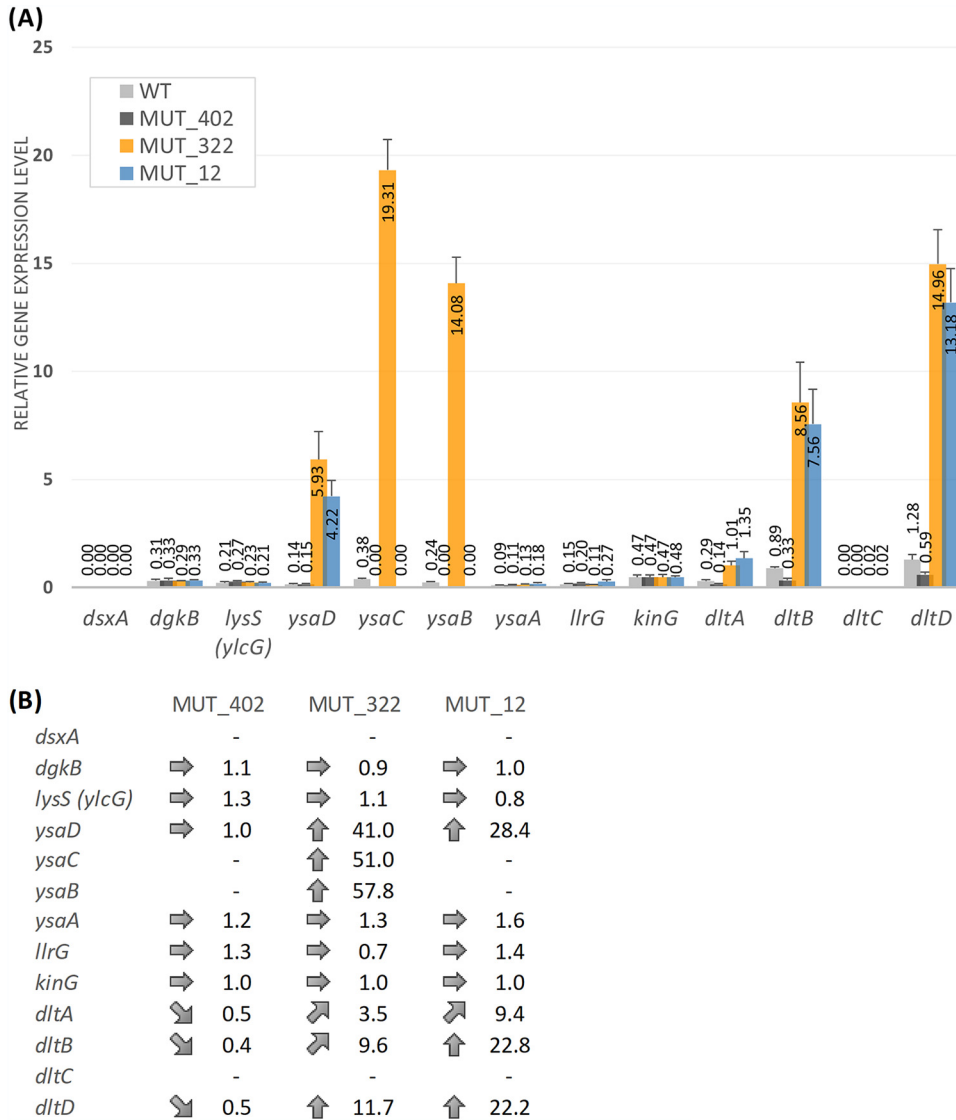 (A)
RELATIVE GENE EXPRESSION LEVEL
25
20
15
10
5
0
WT
MUT_402
MUT_322
MUT_12
0.00 0.00 0.00 0.00
0.31 0.33 0.29 0.33
0.21 0.27 0.23 0.21
0.14 0.15 5.93 4.22
0.38 0.00 19.31 0.00
0.24 0.00 14.08 0.00
0.09 0.11 0.13 0.18
0.15 0.20 0.11 0.27
0.47 0.47 0.47 0.48
0.29 0.14 1.01 1.35
0.89 0.33 8.56 7.56
0.00 0.00 0.02 0.02
1.28 0.59 14.96 13.18
dsxA dgkB lysS ysaD ysaC ysaB ysaA llrG kinG dltA dltB dltC dltD
(ylcG)
(B)
MUT_402 MUT_322 MUT_12
dsxA - - -
dgkB 1.1 0.9 1.0
lysS (ylcG) 1.3 1.1 0.8
ysaD 1.0 41.0 28.4
ysaC - 51.0 -
ysaB - 57.8 -
ysaA 1.2 1.3 1.6
llrG 1.3 0.7 1.4
kinG 1.0 1.0 1.0
dltA 0.5 3.5 9.4
dltB 0.4 9.6 22.8
dltC - - -
dltD 0.5 11.7 22.2